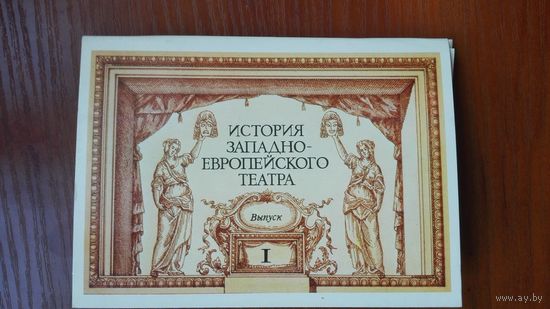 ИСТОРИЯ
ЗАПАДНО-
ЕВРОПЕЙСКОГО
ТЕАТРА
Выпуск
I
www.ay.by